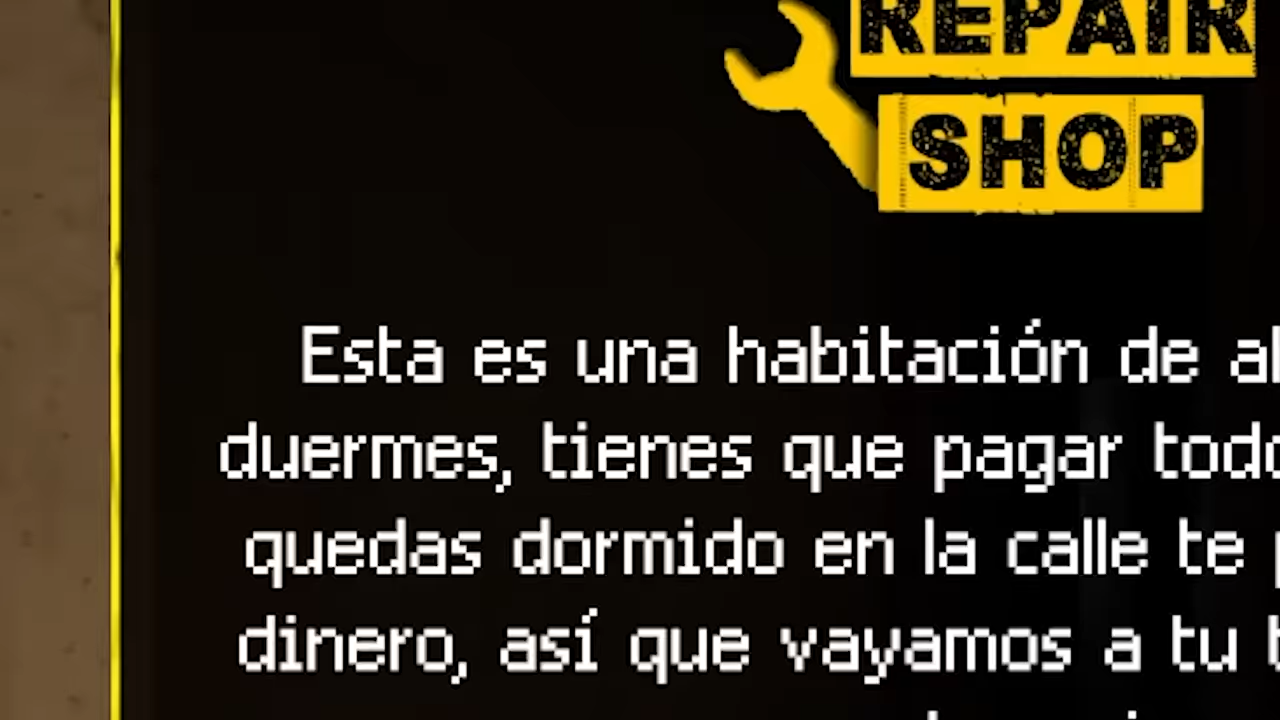 REPAIR
SHOP
Esta es una habitación de
duermes, tienes que pagar
quedas dormido en la calle te
dinero, así que vayamos a tu